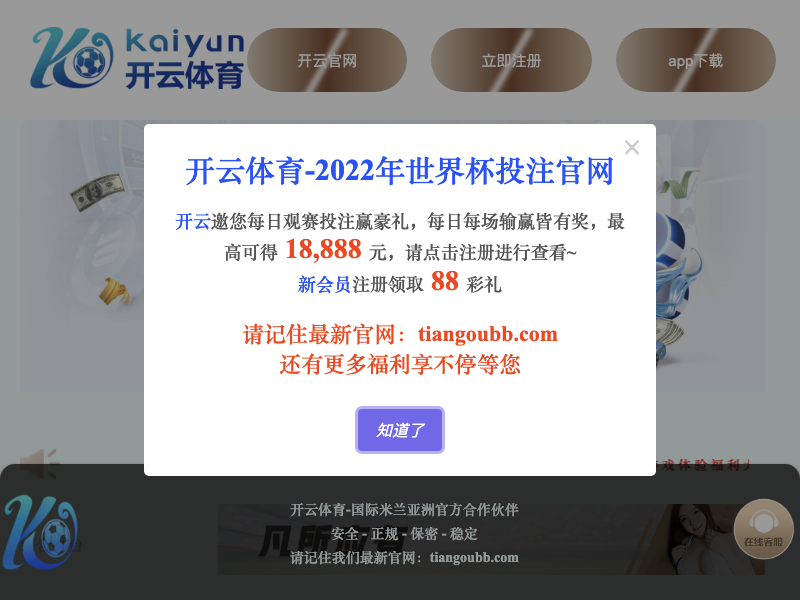 kaiyun
开云体育
开云官网
立即注册
app下载
×
开云体育-2022年世界杯投注官网
开云邀您每日观赛投注赢豪礼，每日每场输赢皆有奖，最
高可得 18,888 元，请点击注册进行查看~
新会员注册领取 88 彩礼
请记住最新官网：tiangoubb.com
还有更多福利享不停等您
知道了
戏体验福利大
开云体育-国际米兰亚洲官方合作伙伴
安全 - 正规 - 保密 - 稳定
请记住我们最新官网：tiangoubb.com
在线客服